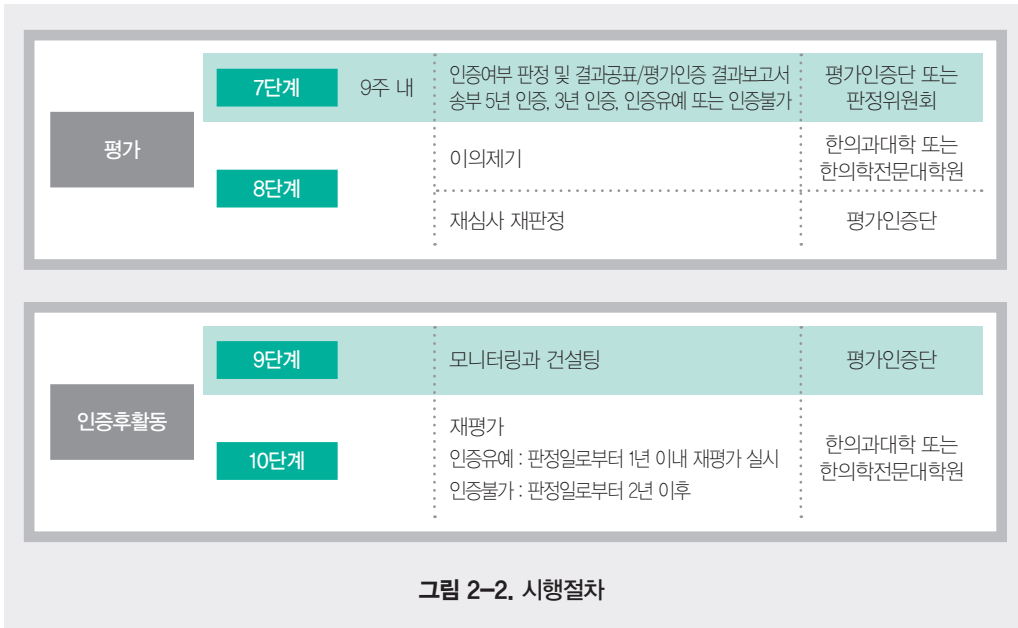 평가
7단계
9주 내
인증여부 판정 및 결과공표/평가인증 결과보고서
송부 5년 인증, 3년 인증, 인증유예 또는 인증불가
평가인증단 또는
판정위원회
8단계
이의제기
한의과대학 또는
한의학전문대학원
재심사 재판정
평가인증단
인증후활동
9단계
모니터링과 건설팅
평가인증단
10단계
재평가
인증유예 : 판정일로부터 1년 이내 재평가 실시
인증불가 : 판정일로부터 2년 이후
한의과대학 또는
한의학전문대학원
그림 2-2. 시행절차